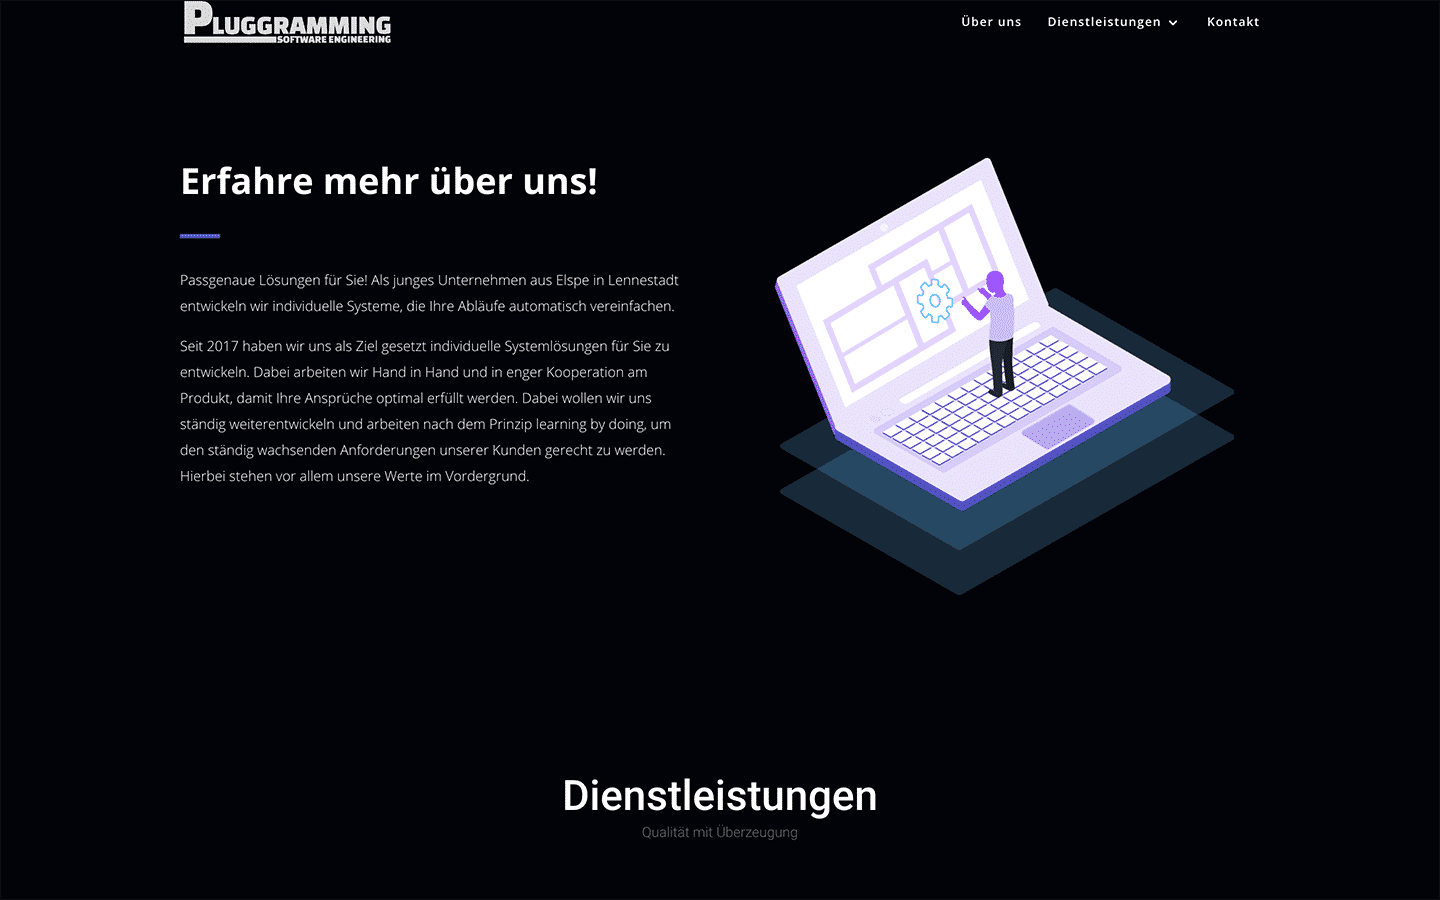 PLUGGRAMMING
SOFTWARE ENGINEERING
Über uns
Dienstleistungen
Kontakt
Erfahre mehr über uns!
Passgenaue Lösungen für Sie! Als junges Unternehmen aus Elspe in Lennestadt
entwickeln wir individuelle Systeme, die Ihre Abläufe automatisch vereinfachen.
Seit 2017 haben wir uns als Ziel gesetzt individuelle Systemlösungen für Sie zu
entwickeln. Dabei arbeiten wir Hand in Hand und in enger Kooperation am
Produkt, damit Ihre Ansprüche optimal erfüllt werden. Dabei wollen wir uns
ständig weiterentwickeln und arbeiten nach dem Prinzip learning by doing, um
den ständig wachsenden Anforderungen unserer Kunden gerecht zu werden.
Hierbei stehen vor allem unsere Werte im Vordergrund.
Dienstleistungen
Qualität mit Überzeugung